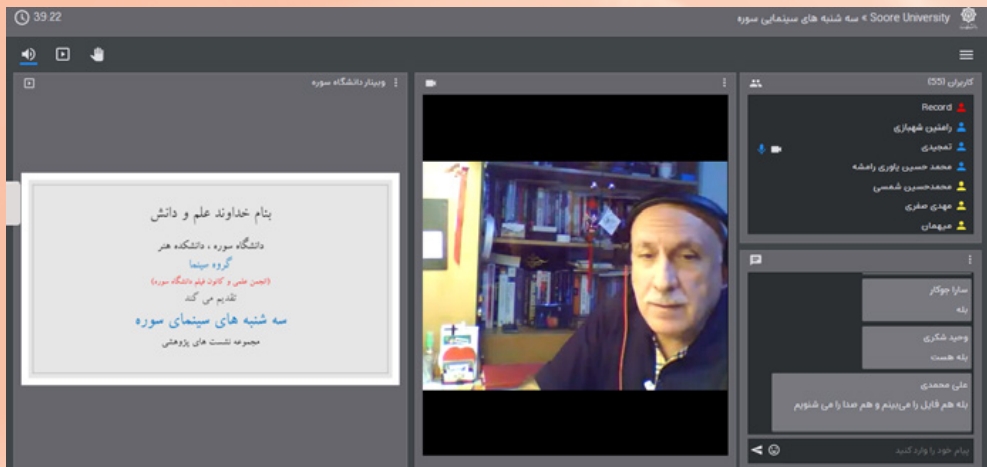 39:22
Soore University » سه شنبه های سینمایی سوره
وبینار دانشگاه سوره
بنام خداوند علم و دانش
دانشگاه سوره ، دانشکده هنر
گروه سینما
(انجمن علمی و کانون فیلم دانشگاه سوره)
تقدیم می کند
سه شنبه های سینمای سوره
مجموعه نشست های پژوهشی
کاربران (55)
Record
رامتین شهبازی
تمجیدی
محمد حسین یاوری رامشه
محمدحسین شمسی
مهدی صفری
میهمان
سارا جوکار
بله
وحید شکری
بله هست
علی محمدی
بله هم فایل را می‌بینم و هم صدا را می شنویم
پیام خود را وارد کنید